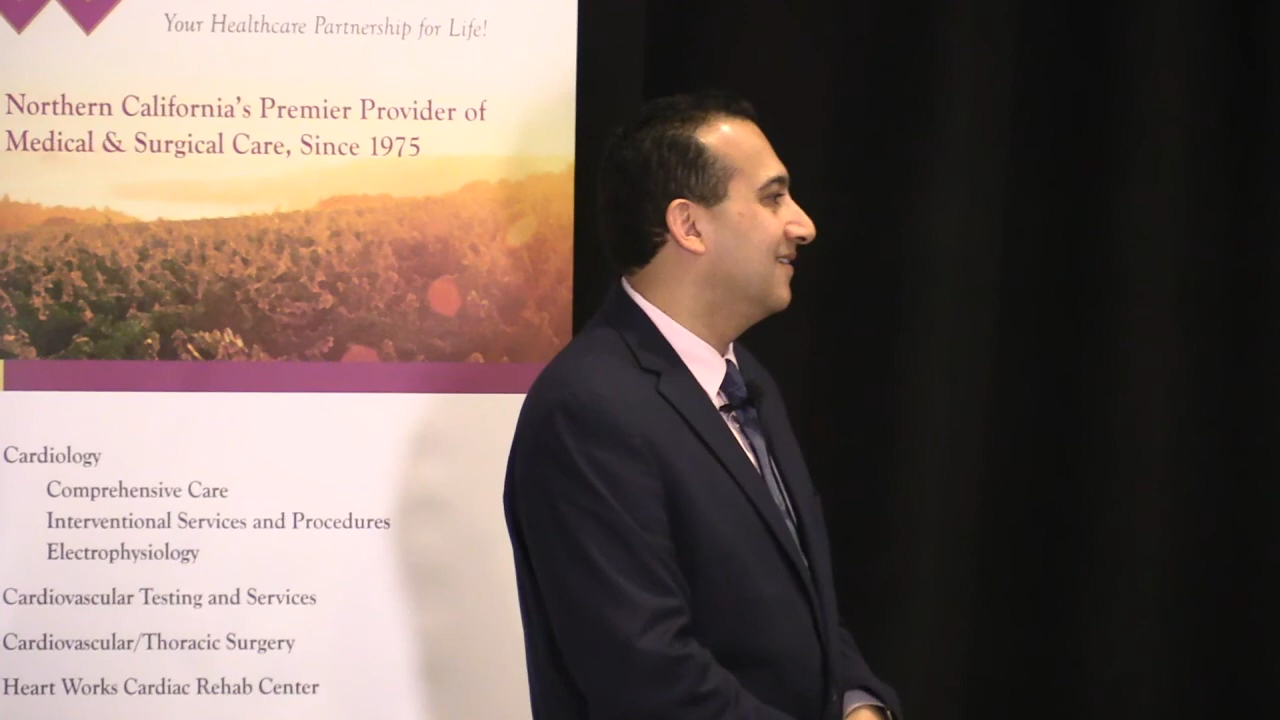 Your Healthcare Partnership for Life!
Northern California's Premier Provider of
Medical & Surgical Care, Since 1975
Cardiology
Comprehensive Care
Interventional Services and Procedures
Electrophysiology
Cardiovascular Testing and Services
Cardiovascular/Thoracic Surgery
Heart Works Cardiac Rehab Center